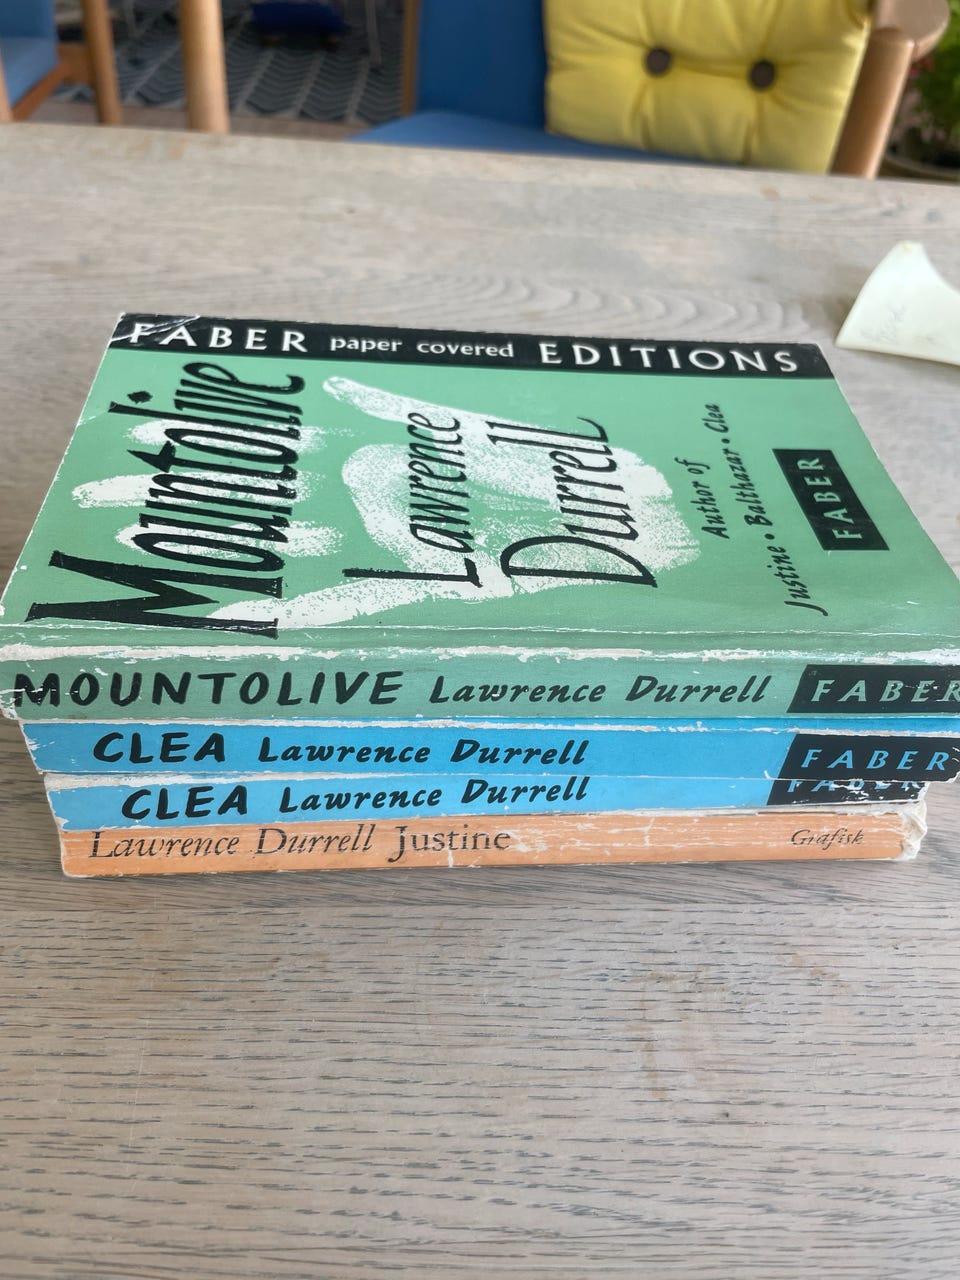 FABER paper covered EDITIONS
Mountolive
Lawrence
Durrell
Author of
Justine • Balthazar • Clea
FABER
MOUNTOLIVE Lawrence Durrell FABER
CLEA Lawrence Durrell FABER
CLEA Lawrence Durrell FABER
Lawrence Durrell Justine Grafisk